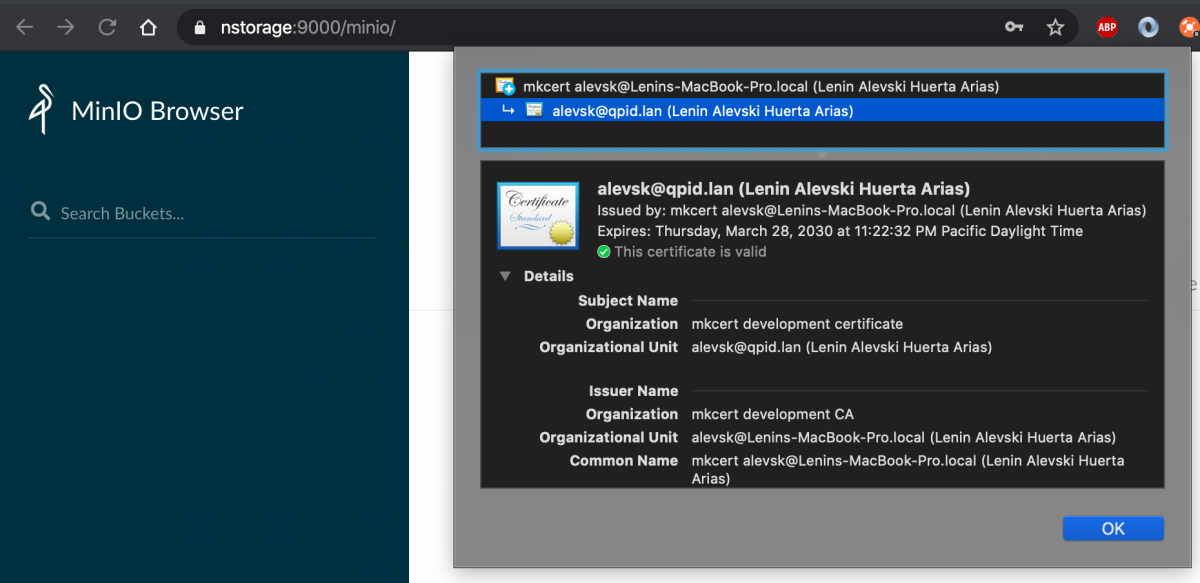 nstorage:9000/minio/
ABP
MinIO Browser
Search Buckets...
mkcert alevsk@Lenins-MacBook-Pro.local (Lenin Alevski Huerta Arias)
alevsk@qpid.lan (Lenin Alevski Huerta Arias)
Certificate
Standard
alevsk@qpid.lan (Lenin Alevski Huerta Arias)
Issued by: mkcert alevsk@Lenins-MacBook-Pro.local (Lenin Alevski Huerta Arias)
Expires: Thursday, March 28, 2030 at 11:22:32 PM Pacific Daylight Time
This certificate is valid
Details
Subject Name
Organization mkcert development certificate
Organizational Unit alevsk@qpid.lan (Lenin Alevski Huerta Arias)
Issuer Name
Organization mkcert development CA
Organizational Unit alevsk@Lenins-MacBook-Pro.local (Lenin Alevski Huerta Arias)
Common Name mkcert alevsk@Lenins-MacBook-Pro.local (Lenin Alevski Huerta
Arias)
OK